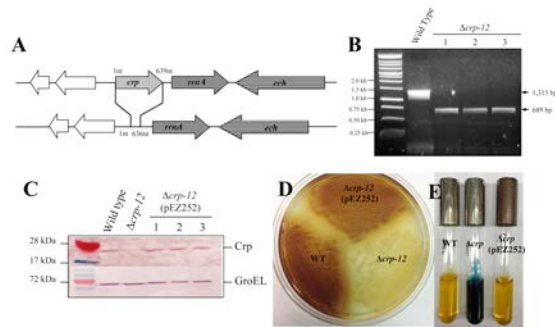 A
1nt
639nt
crp
ech
1nt
636nt
ech
B
Wild Type
Δcrp-12
1 2 3
2.0 kb
1.5 kb
1.0 kb
0.75 kb
0.50 kb
0.25 kb
1,315 bp
689 bp
C
Wild type
Δcrp-12
Δcrp-12
(pEZ252)
1 2 3
28 kDa
17 kDa
72 kDa
Crp
GroEL
D
Δcrp-12
(pEZ252)
WT
Δcrp-12
E
WT
Δcrp
Δcrp
(pEZ252)